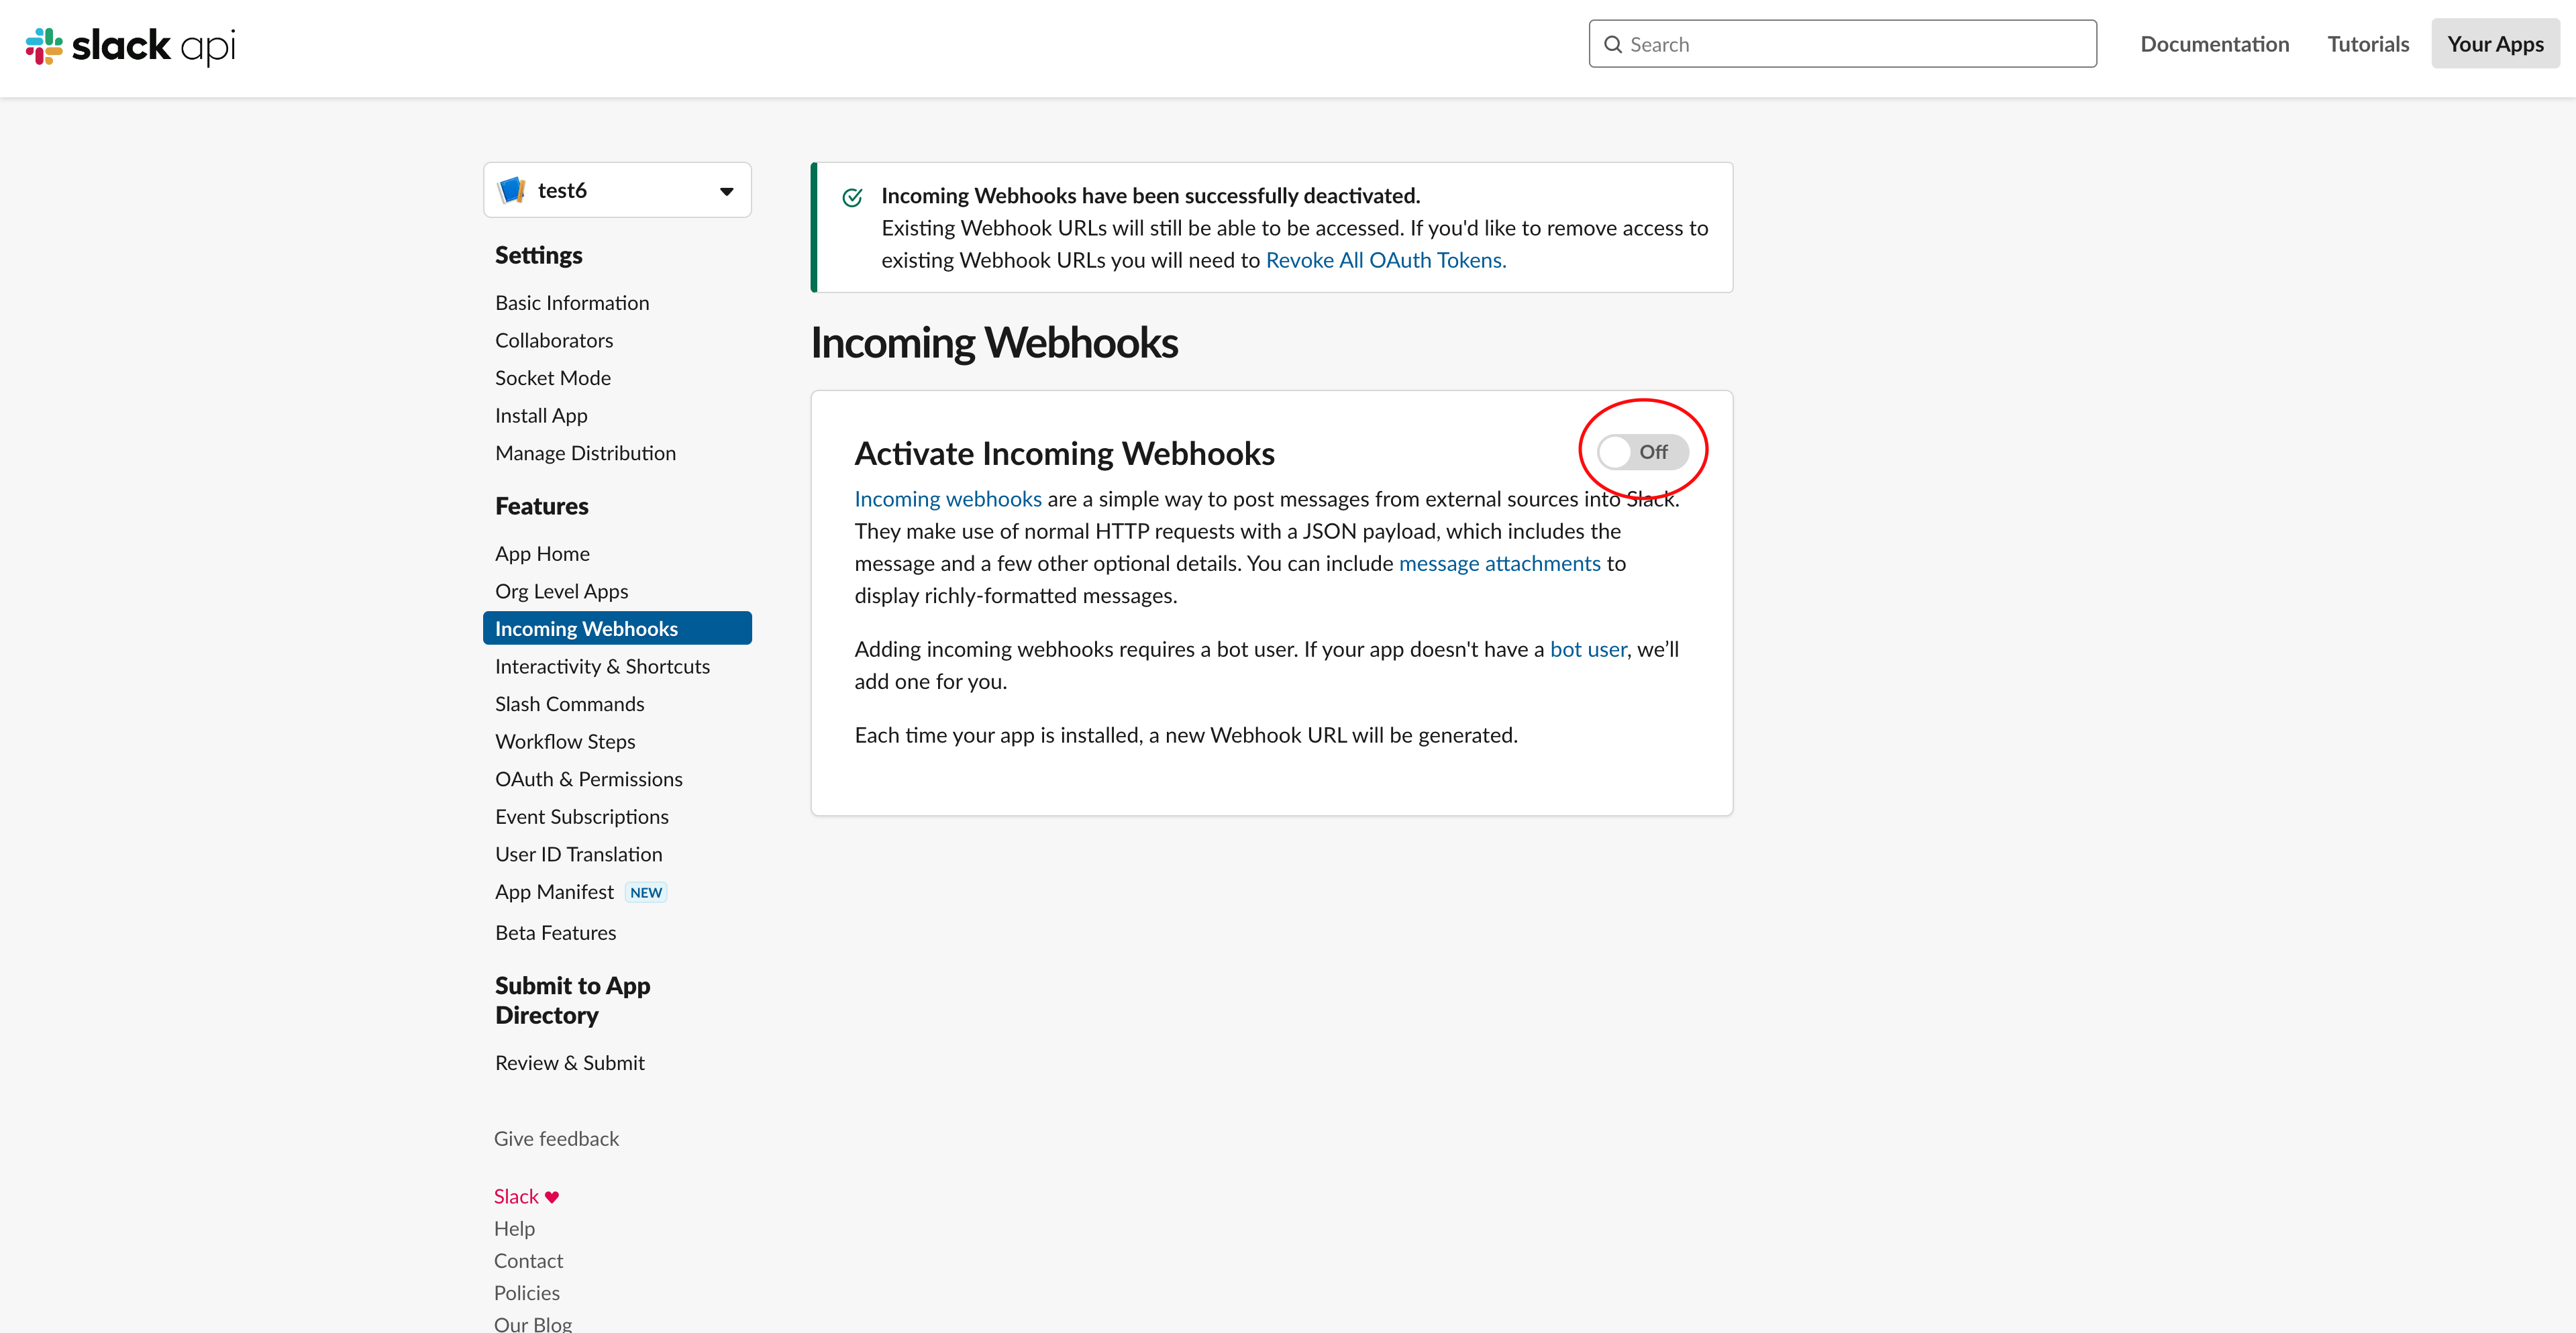 slack api
Search
Documentation
Tutorials
Your Apps
test6
Settings
Basic Information
Collaborators
Socket Mode
Install App
Manage Distribution
Features
App Home
Org Level Apps
Incoming Webhooks
Interactivity & Shortcuts
Slash Commands
Workflow Steps
OAuth & Permissions
Event Subscriptions
User ID Translation
App Manifest NEW
Beta Features
Submit to App
Directory
Review & Submit
Give feedback
Slack ♥
Help
Contact
Policies
Our Blog
Incoming Webhooks have been successfully deactivated.
Existing Webhook URLs will still be able to be accessed. If you'd like to remove access to
existing Webhook URLs you will need to Revoke All OAuth Tokens.
Incoming Webhooks
Activate Incoming Webhooks
Off
Incoming webhooks are a simple way to post messages from external sources into Slack.
They make use of normal HTTP requests with a JSON payload, which includes the
message and a few other optional details. You can include message attachments to
display richly-formatted messages.
Adding incoming webhooks requires a bot user. If your app doesn't have a bot user, we’ll
add one for you.
Each time your app is installed, a new Webhook URL will be generated.